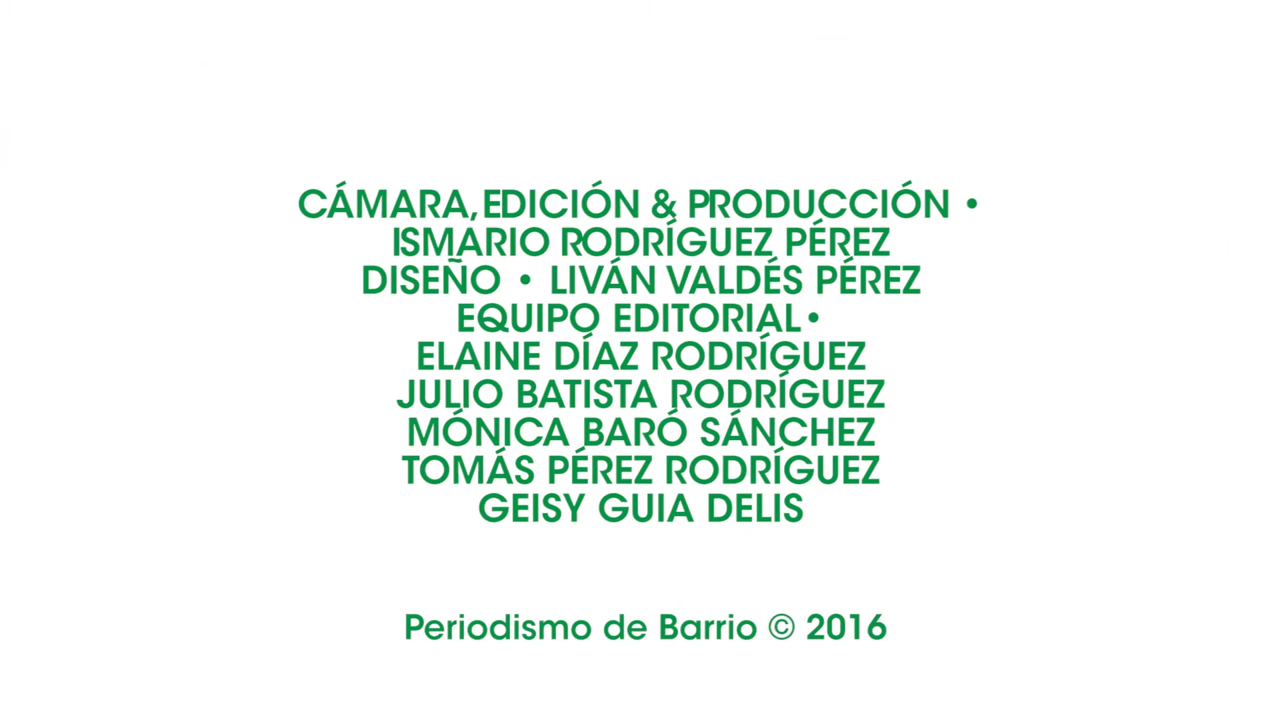 CÁMARA, EDICIÓN & PRODUCCIÓN •
ISMARIO RODRÍGUEZ PÉREZ
DISEÑO • LIVÁN VALDÉS PÉREZ
EQUIPO EDITORIAL •
ELAINE DÍAZ RODRÍGUEZ
JULIO BATISTA RODRÍGUEZ
MÓNICA BARÓ SÁNCHEZ
TOMÁS PÉREZ RODRÍGUEZ
GEISY GUIA DELIS
Periodismo de Barrio © 2016